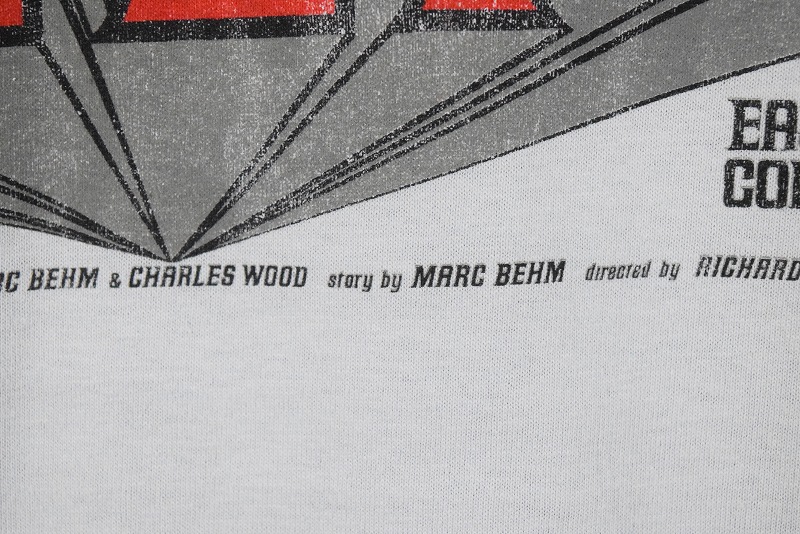 EA
CO
RC BEHM & CHARLES WOOD story by MARC BEHM directed by RICHARD